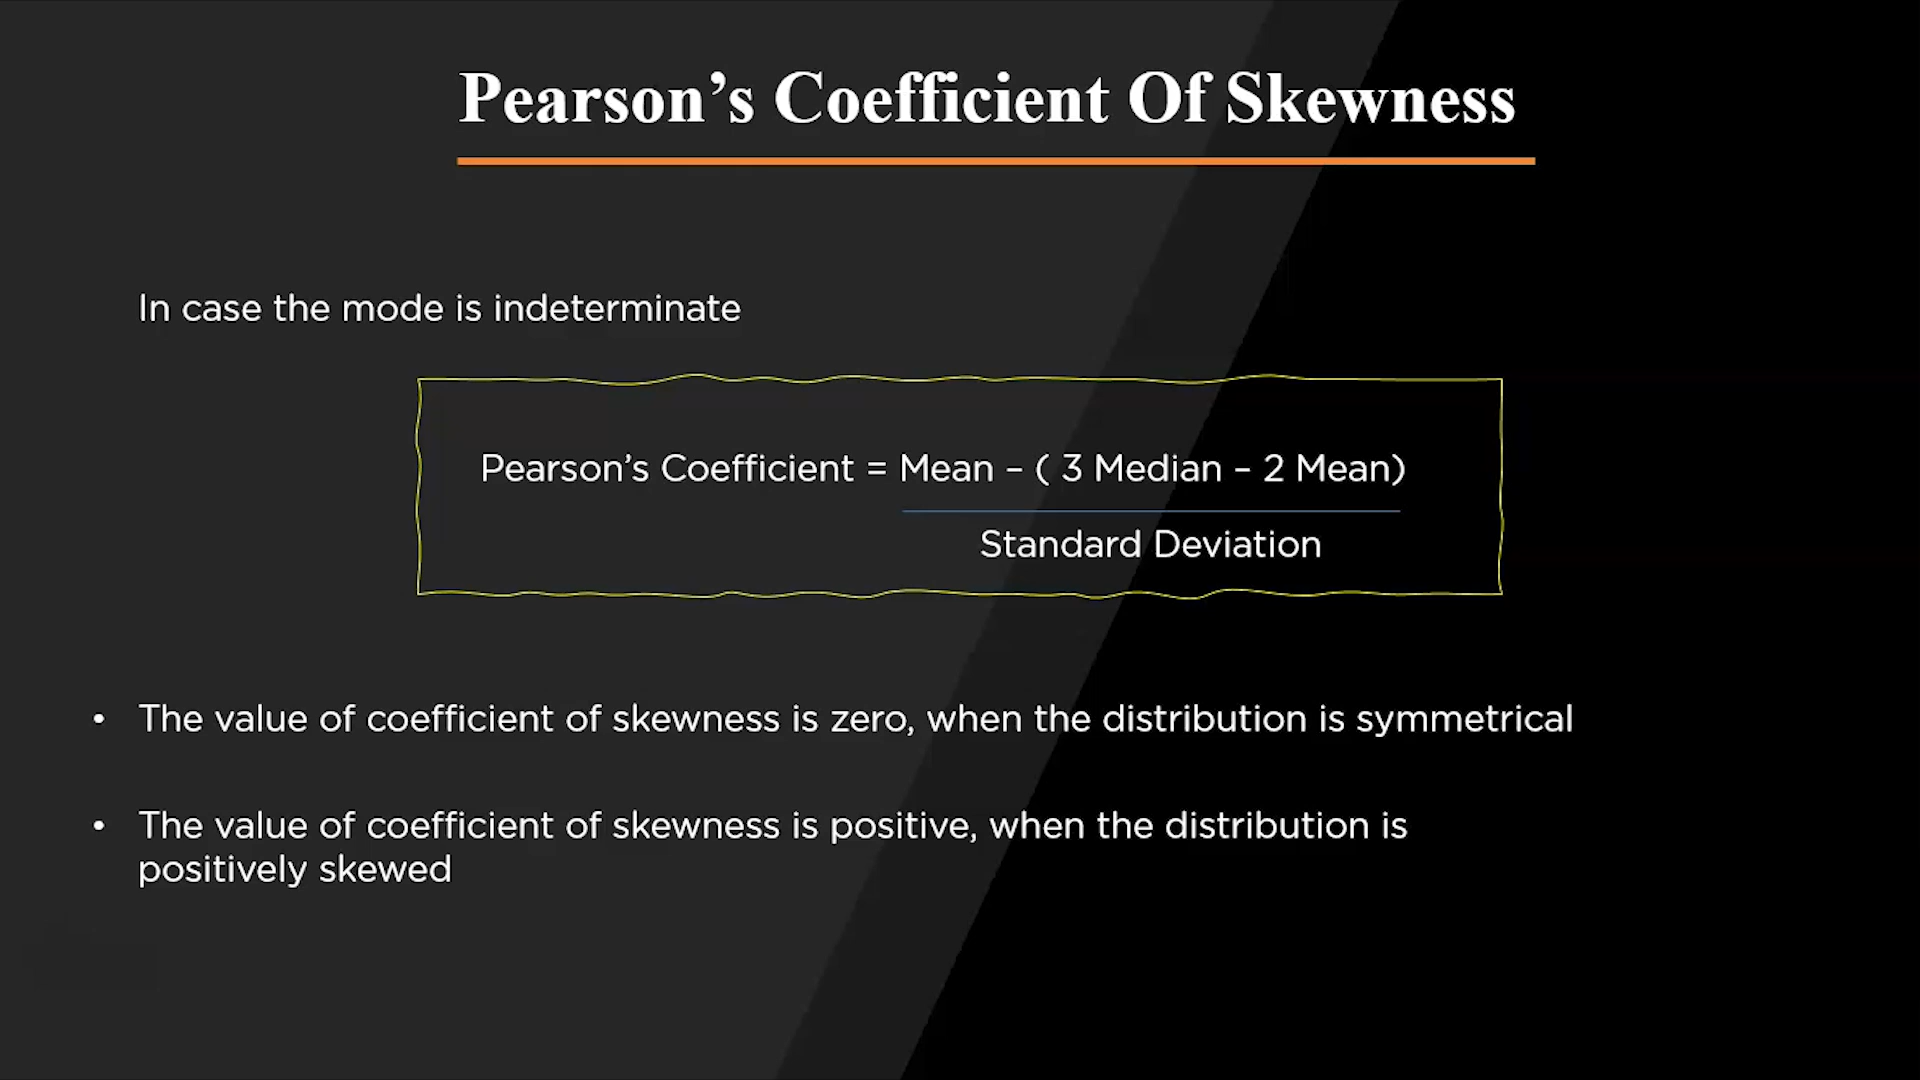 Pearson’s Coefficient Of Skewness
In case the mode is indeterminate
Pearson’s Coefficient = Mean – ( 3 Median – 2 Mean)
Standard Deviation
• The value of coefficient of skewness is zero, when the distribution is symmetrical
• The value of coefficient of skewness is positive, when the distribution is
positively skewed